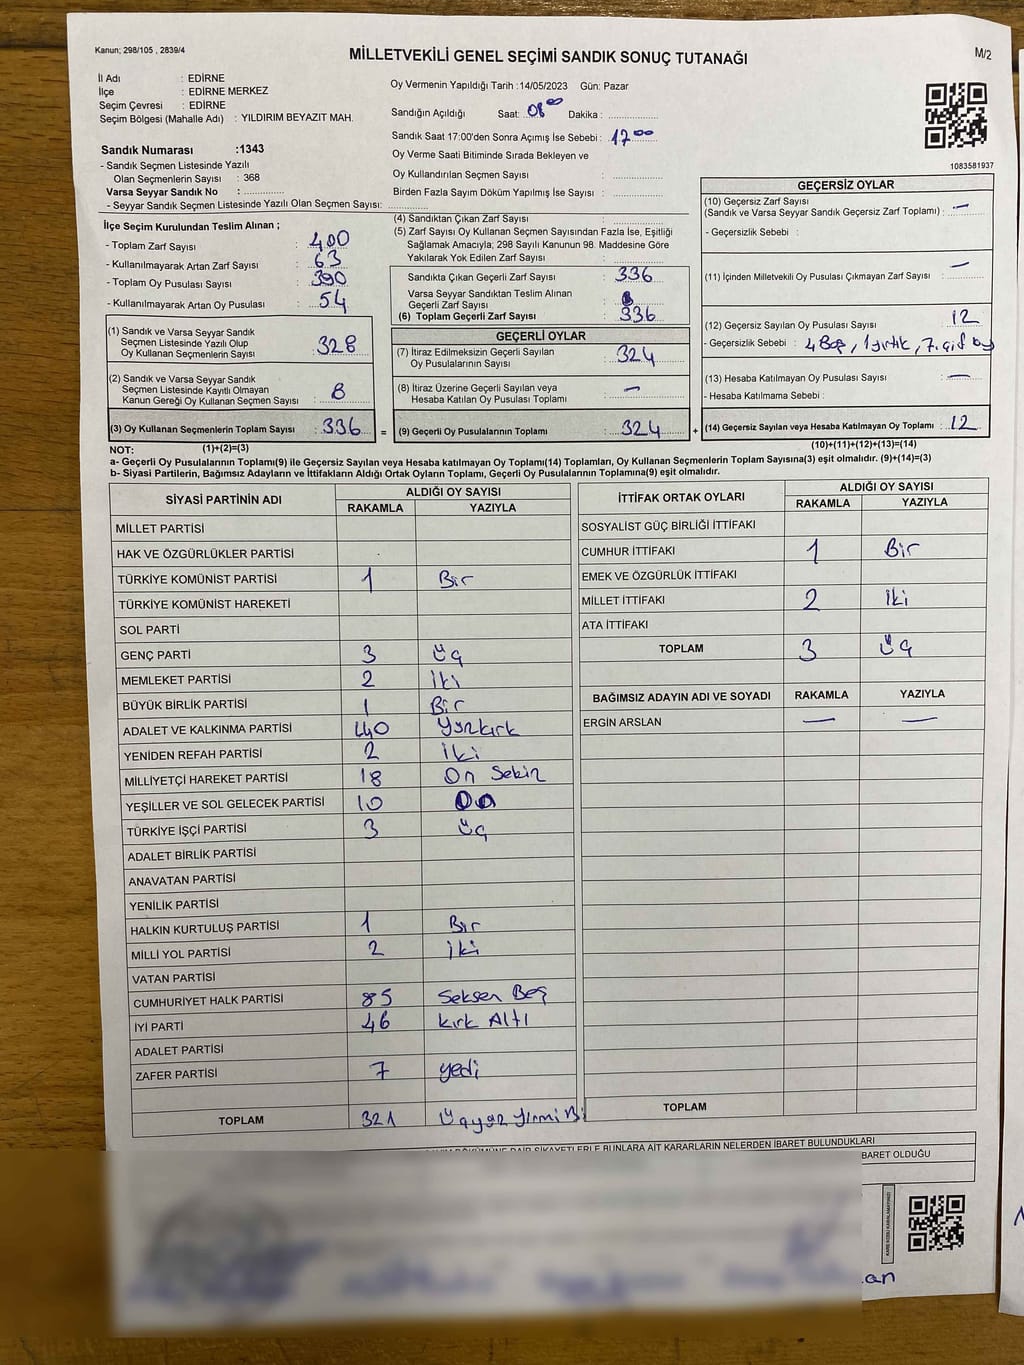 Kanun; 298/105 , 2839/4
MİLLETVEKİLİ GENEL SEÇİMİ SANDIK SONUÇ TUTANAĞI
M/2
İl Adı : EDİRNE
İlçe : EDİRNE MERKEZ
Seçim Çevresi : EDİRNE
Seçim Bölgesi (Mahalle Adı) : YILDIRIM BEYAZIT MAH.
Sandık Numarası :1343
- Sandık Seçmen Listesinde Yazılı
Olan Seçmenlerin Sayısı : 368
Varsa Seyyar Sandık No :
- Seyyar Sandık Seçmen Listesinde Yazılı Olan Seçmen Sayısı:
Oy Vermenin Yapıldığı Tarih :14/05/2023 Gün: Pazar
Sandığın Açıldığı Saat: 08 00 Dakika :
Sandık Saat 17:00'den Sonra Açımış İse Sebebi : 17 00
Oy Verme Saati Bitiminde Sırada Bekleyen ve
Oy Kullandırılan Seçmen Sayısı :
Birden Fazla Sayım Döküm Yapılmış İse Sayısı :
1083581937
İlçe Seçim Kurulundan Teslim Alınan ;
- Toplam Zarf Sayısı : 400
- Kullanılmayarak Artan Zarf Sayısı : 63
- Toplam Oy Pusulası Sayısı : 390
- Kullanılmayarak Artan Oy Pusulası : 54
(1) Sandık ve Varsa Seyyar Sandık
Seçmen Listesinde Yazılı Olup
Oy Kullanan Seçmenlerin Sayısı : 328
(2) Sandık ve Varsa Seyyar Sandık
Seçmen Listesinde Kayıtlı Olmayan
Kanun Gereği Oy Kullanan Seçmen Sayısı : 8
(3) Oy Kullanan Seçmenlerin Toplam Sayısı : 336 =
(4) Sandıktan Çıkan Zarf Sayısı :
(5) Zarf Sayısı Oy Kullanan Seçmen Sayısından Fazla İse, Eşitliği
Sağlamak Amacıyla; 298 Sayılı Kanunun 98. Maddesine Göre
Yakılarak Yok Edilen Zarf Sayısı :
Sandıkta Çıkan Geçerli Zarf Sayısı : 336
Varsa Seyyar Sandıktan Teslim Alınan
Geçerli Zarf Sayısı :
(6) Toplam Geçerli Zarf Sayısı : 336
GEÇERLİ OYLAR
(7) İtiraz Edilmeksizin Geçerli Sayılan
Oy Pusulalarının Sayısı : 324
(8) İtiraz Üzerine Geçerli Sayılan veya
Hesaba Katılan Oy Pusulası Toplamı : —
(9) Geçerli Oy Pusulalarının Toplamı : 324 +
GEÇERSİZ OYLAR
(10) Geçersiz Zarf Sayısı
(Sandık ve Varsa Seyyar Sandık Geçersiz Zarf Toplamı) : —
- Geçersizlik Sebebi :
(11) İçinden Milletvekili Oy Pusulası Çıkmayan Zarf Sayısı : —
(12) Geçersiz Sayılan Oy Pusulası Sayısı : 12
- Geçersizlik Sebebi : 4 Boş, 1 yırtık, 7. çift oy
(13) Hesaba Katılmayan Oy Pusulası Sayısı : —
- Hesaba Katılmama Sebebi :
(14) Geçersiz Sayılan veya Hesaba Katılmayan Oy Toplamı : 12
NOT: (1)+(2)=(3) (10)+(11)+(12)+(13)=(14)
a- Geçerli Oy Pusulalarının Toplamı(9) ile Geçersiz Sayılan veya Hesaba katılmayan Oy Toplamı(14) Toplamları, Oy Kullanan Seçmenlerin Toplam Sayısına(3) eşit olmalıdır. (9)+(14)=(3)
b- Siyasi Partilerin, Bağımsız Adayların ve İttifakların Aldığı Ortak Oyların Toplamı, Geçerli Oy Pusulalarının Toplamına(9) eşit olmalıdır.
SİYASİ PARTİNİN ADI ALDIĞI OY SAYISI
RAKAMLA YAZIYLA
MİLLET PARTİSİ
HAK VE ÖZGÜRLÜKLER PARTİSİ
TÜRKİYE KOMÜNİST PARTİSİ 1 Bir
TÜRKİYE KOMÜNİST HAREKETİ
SOL PARTİ
GENÇ PARTİ 3 üç
MEMLEKET PARTİSİ 2 İki
BÜYÜK BİRLİK PARTİSİ 1 Bir
ADALET VE KALKINMA PARTİSİ 140 Yüzkırk
YENİDEN REFAH PARTİSİ 2 İki
MİLLİYETÇİ HAREKET PARTİSİ 18 On Sekiz
YEŞİLLER VE SOL GELECEK PARTİSİ 10 On
TÜRKİYE İŞÇİ PARTİSİ 3 üç
ADALET BİRLİK PARTİSİ
ANAVATAN PARTİSİ
YENİLİK PARTİSİ
HALKIN KURTULUŞ PARTİSİ 1 Bir
MİLLİ YOL PARTİSİ 2 iki
VATAN PARTİSİ
CUMHURİYET HALK PARTİSİ 85 Seksen Beş
İYİ PARTİ 46 kırk Altı
ADALET PARTİSİ
ZAFER PARTİSİ 7 yedi
TOPLAM 321 Üçyüz Yirmi Bi
İTTİFAK ORTAK OYLARI ALDIĞI OY SAYISI
RAKAMLA YAZIYLA
SOSYALİST GÜÇ BİRLİĞİ İTTİFAKI
CUMHUR İTTİFAKI 1 Bir
EMEK VE ÖZGÜRLÜK İTTİFAKI
MİLLET İTTİFAKI 2 İki
ATA İTTİFAKI
TOPLAM 3 üç
BAĞIMSIZ ADAYIN ADI VE SOYADI RAKAMLA YAZIYLA
ERGİN ARSLAN — —
TOPLAM
ŞİKAYETLERLE BUNLARA AİT KARARLARIN NELERDEN İBARET BULUNDUKLARI
BARET OLDUĞU
an